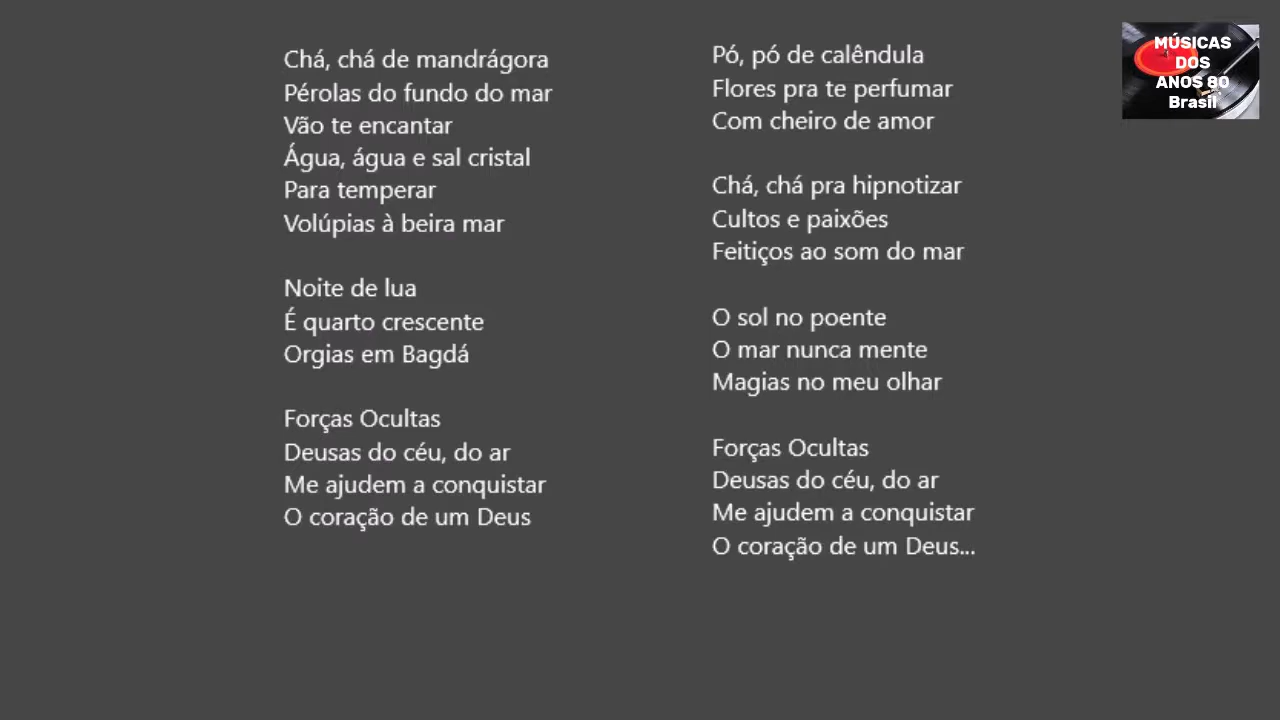 Chá, chá de mandrágora
Pérolas do fundo do mar
Vão te encantar
Água, água e sal cristal
Para temperar
Volúpias à beira mar
Noite de lua
É quarto crescente
Orgias em Bagdá
Forças Ocultas
Deusas do céu, do ar
Me ajudem a conquistar
O coração de um Deus
Pó, pó de calêndula
Flores pra te perfumar
Com cheiro de amor
Chá, chá pra hipnotizar
Cultos e paixões
Feitiços ao som do mar
O sol no poente
O mar nunca mente
Magias no meu olhar
Forças Ocultas
Deusas do céu, do ar
Me ajudem a conquistar
O coração de um Deus...
MÚSICAS
DOS
ANOS 80
Brasil